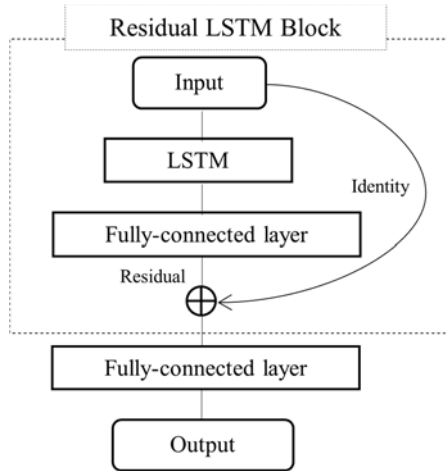 Residual LSTM Block
Input
LSTM
Identity
Fully-connected layer
Residual
Fully-connected layer
Output